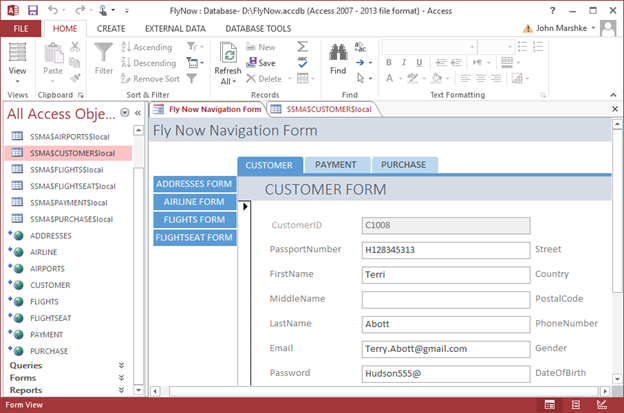 FlyNow : Database- D:\FlyNow.accdb (Access 2007 - 2013 file format) - Access
FILE HOME CREATE EXTERNAL DATA DATABASE TOOLS John Marshke
View
Views
Paste
Clipboard
Filter
Ascending
Descending
Remove Sort
Sort & Filter
Refresh All
New
Save
Delete
Records
Find
Find
B I U
A
Text Formatting
All Access Obje...
SSMA$AIRPORTS$local
SSMA$CUSTOMER$local
SSMA$FLIGHTS$local
SSMA$FLIGHTSEAT$local
SSMA$PAYMENT$local
SSMA$PURCHASE$local
ADDRESSES
AIRLINE
AIRPORTS
CUSTOMER
FLIGHTS
FLIGHTSEAT
PAYMENT
PURCHASE
Queries
Forms
Reports
Fly Now Navigation Form SSMA$CUSTOMER$local
Fly Now Navigation Form
CUSTOMER PAYMENT PURCHASE
ADDRESSES FORM
AIRLINE FORM
FLIGHTS FORM
FLIGHTSEAT FORM
CUSTOMER FORM
CustomerID C1008
PassportNumber H128345313 Street
FirstName Terri Country
MiddleName PostalCode
LastName Abott PhoneNumber
Email Terry.Abott@gmail.com Gender
Password Hudson555@ DateOfBirth
Form View